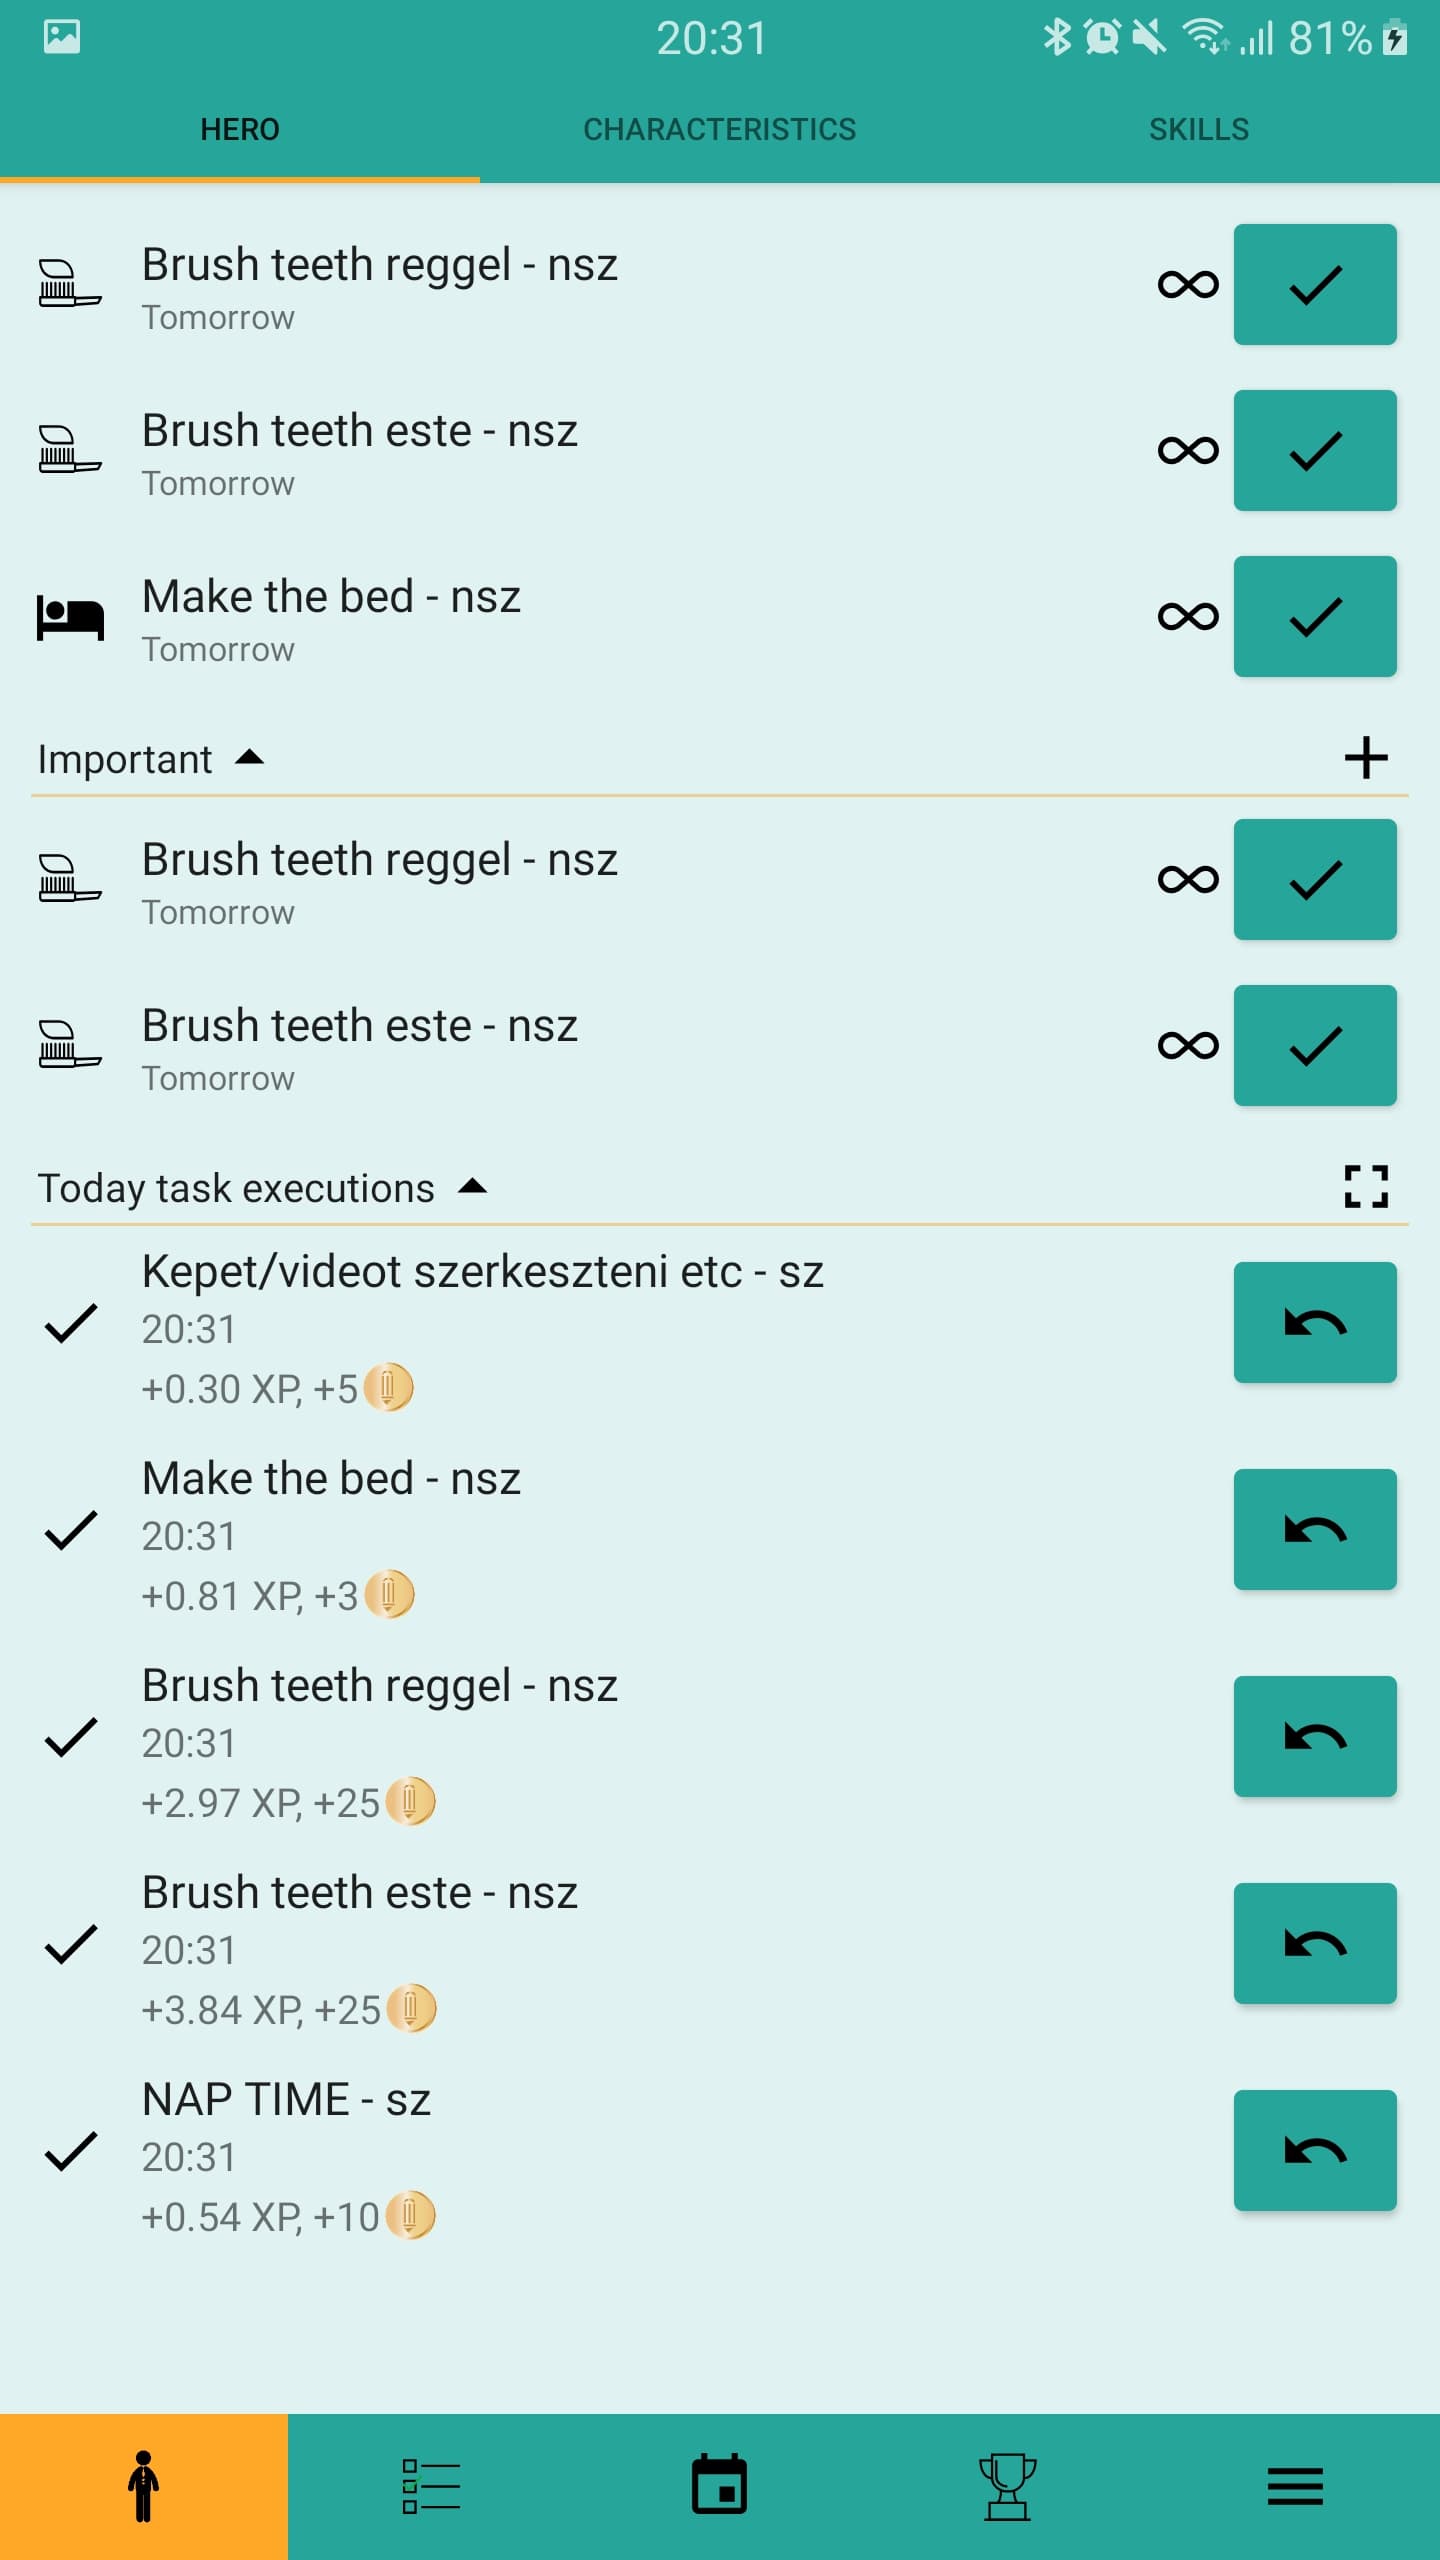 20:31
81%
HERO
CHARACTERISTICS
SKILLS
Brush teeth reggel - nsz
Tomorrow
Brush teeth este - nsz
Tomorrow
Make the bed - nsz
Tomorrow
Important
Brush teeth reggel - nsz
Tomorrow
Brush teeth este - nsz
Tomorrow
Today task executions
Kepet/videot szerkeszteni etc - sz
20:31
+0.30 XP, +5
Make the bed - nsz
20:31
+0.81 XP, +3
Brush teeth reggel - nsz
20:31
+2.97 XP, +25
Brush teeth este - nsz
20:31
+3.84 XP, +25
NAP TIME - sz
20:31
+0.54 XP, +10